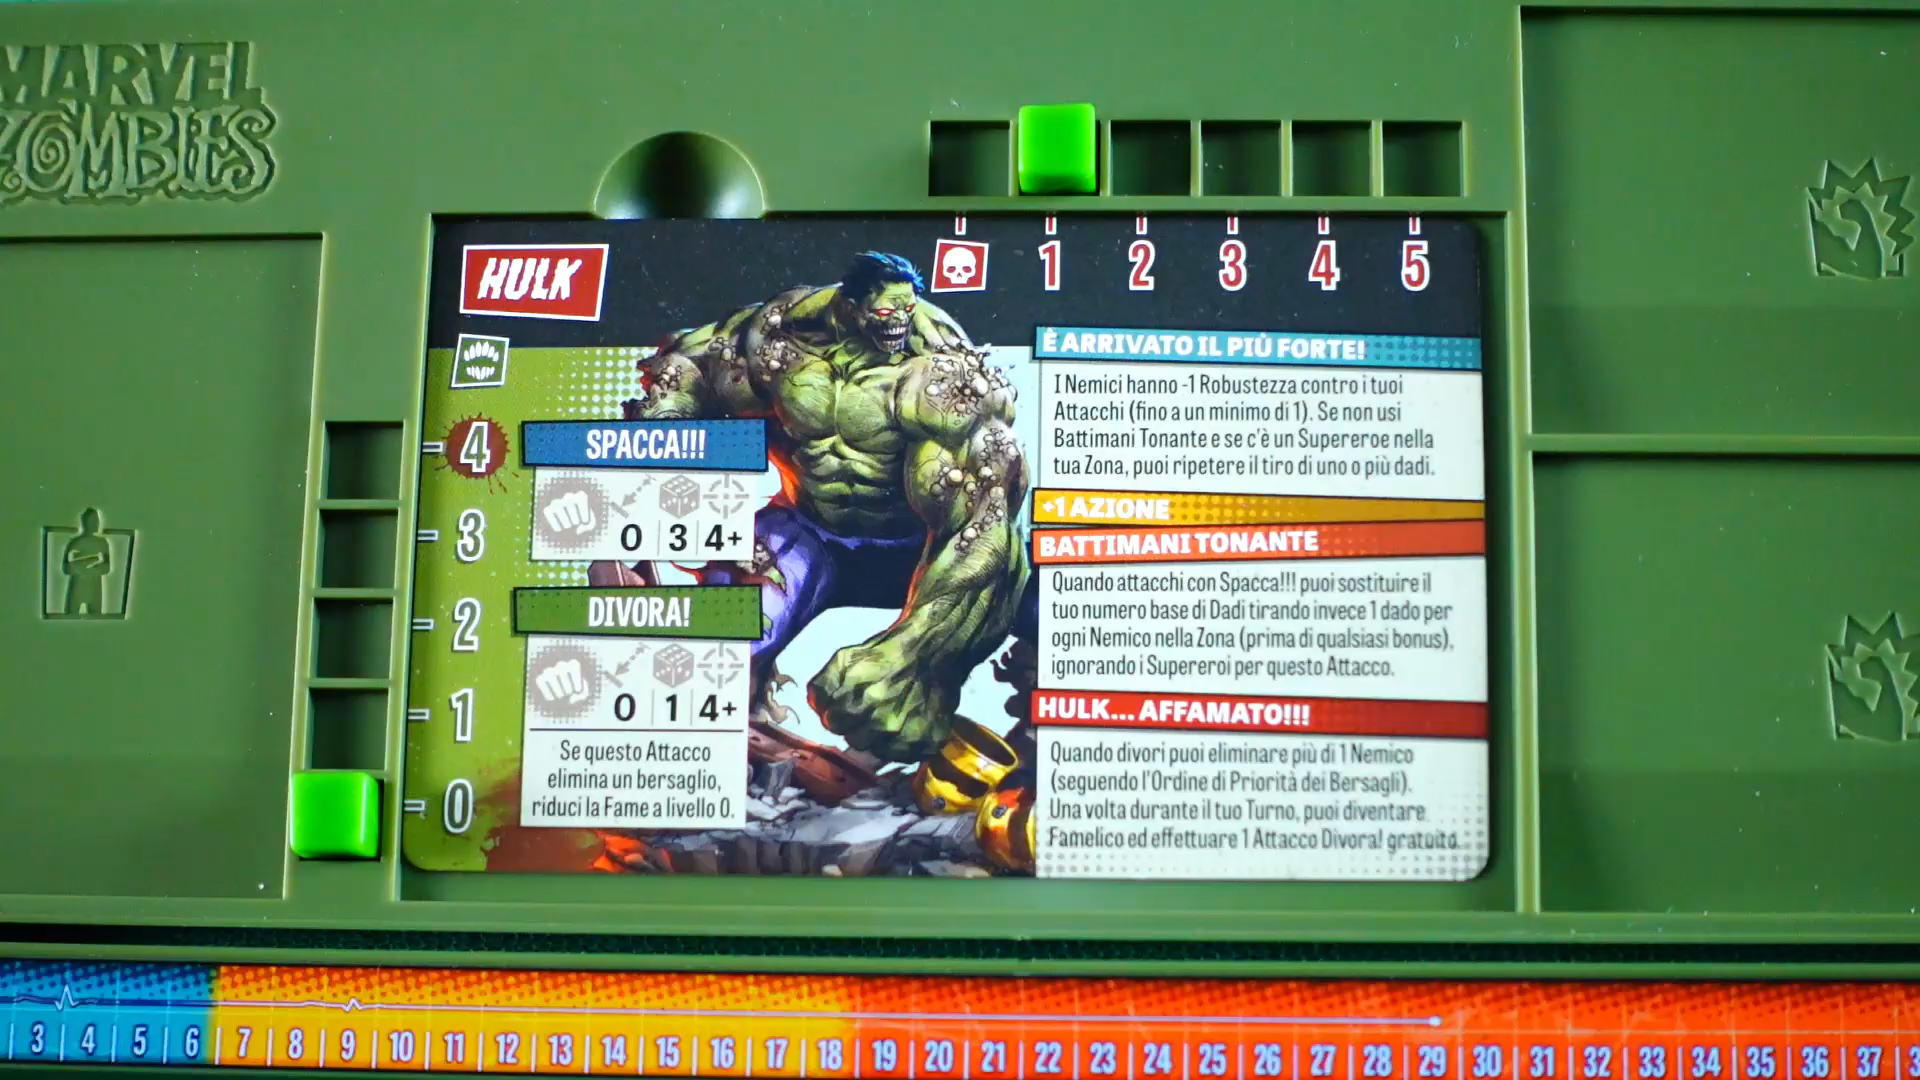 MARVEL
ZOMBIES
HULK
1 2 3 4 5
4
3
2
1
0
SPACCA!!!
0 3 4+
DIVORA!
0 1 4+
Se questo Attacco
elimina un bersaglio,
riduci la Fame a livello 0.
È ARRIVATO IL PIÙ FORTE!
I Nemici hanno -1 Robustezza contro i tuoi
Attacchi (fino a un minimo di 1). Se non usi
Battimani Tonante e se c'è un Supereroe nella
tua Zona, puoi ripetere il tiro di uno o più dadi.
+1 AZIONE
BATTIMANI TONANTE
Quando attacchi con Spacca!!! puoi sostituire il
tuo numero base di Dadi tirando invece 1 dado per
ogni Nemico nella Zona (prima di qualsiasi bonus),
ignorando i Supereroi per questo Attacco.
HULK... AFFAMATO!!!
Quando divori puoi eliminare più di 1 Nemico
(seguendo l'Ordine di Priorità dei Bersagli).
Una volta durante il tuo Turno, puoi diventare
Famelico ed effettuare 1 Attacco Divora! gratuito.
3 4 5 6 7 8 9 10 11 12 13 14 15 16 17 18 19 20 21 22 23 24 25 26 27 28 29 30 31 32 33 34 35 36 37